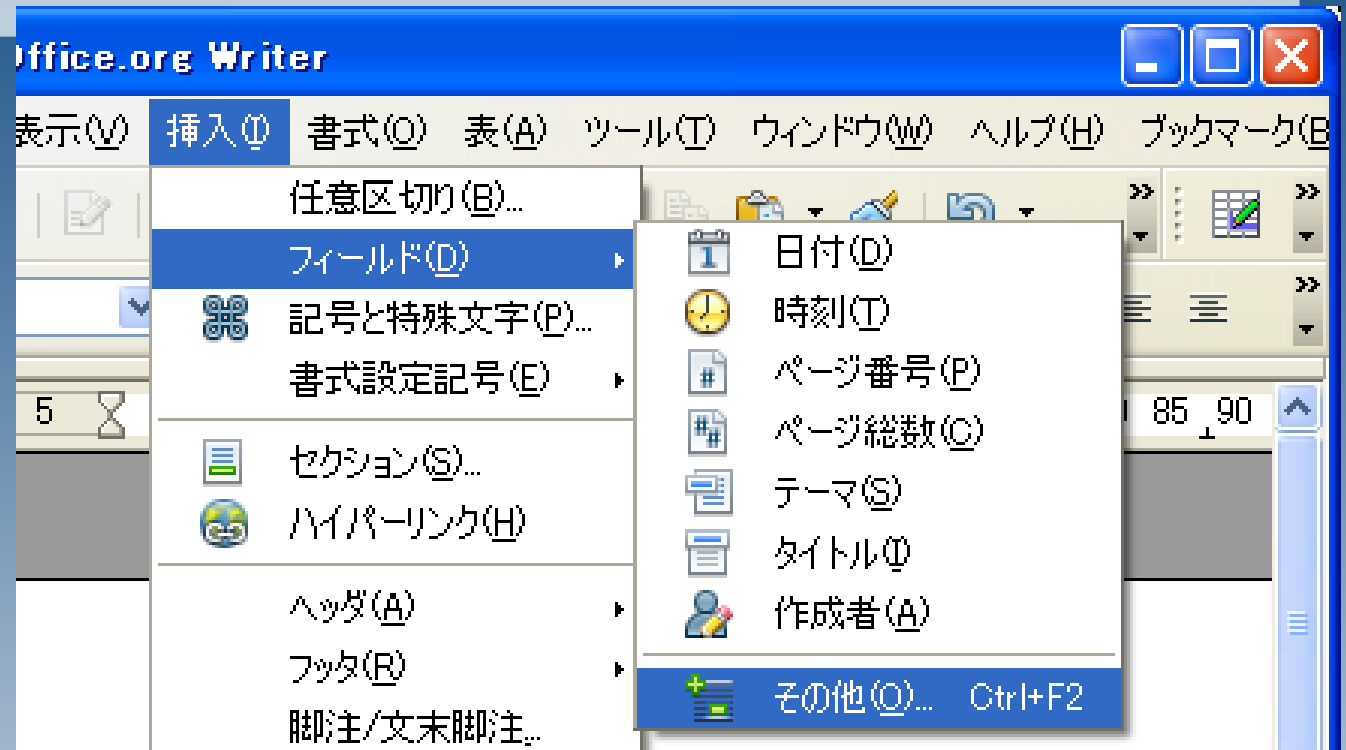 Office.org Writer
表示(V) 挿入(I) 書式(O) 表(A) ツール(T) ウィンドウ(W) ヘルプ(H) ブックマーク(B
任意区切り(B)...
フィールド(D)
記号と特殊文字(P)...
書式設定記号(E)
セクション(S)...
ハイパーリンク(H)
ヘッダ(A)
フッタ(R)
脚注/文末脚注...
日付(D)
時刻(T)
ページ番号(P)
ページ総数(C)
テーマ(S)
タイトル(I)
作成者(A)
その他(O)... Ctrl+F2
5 85 90